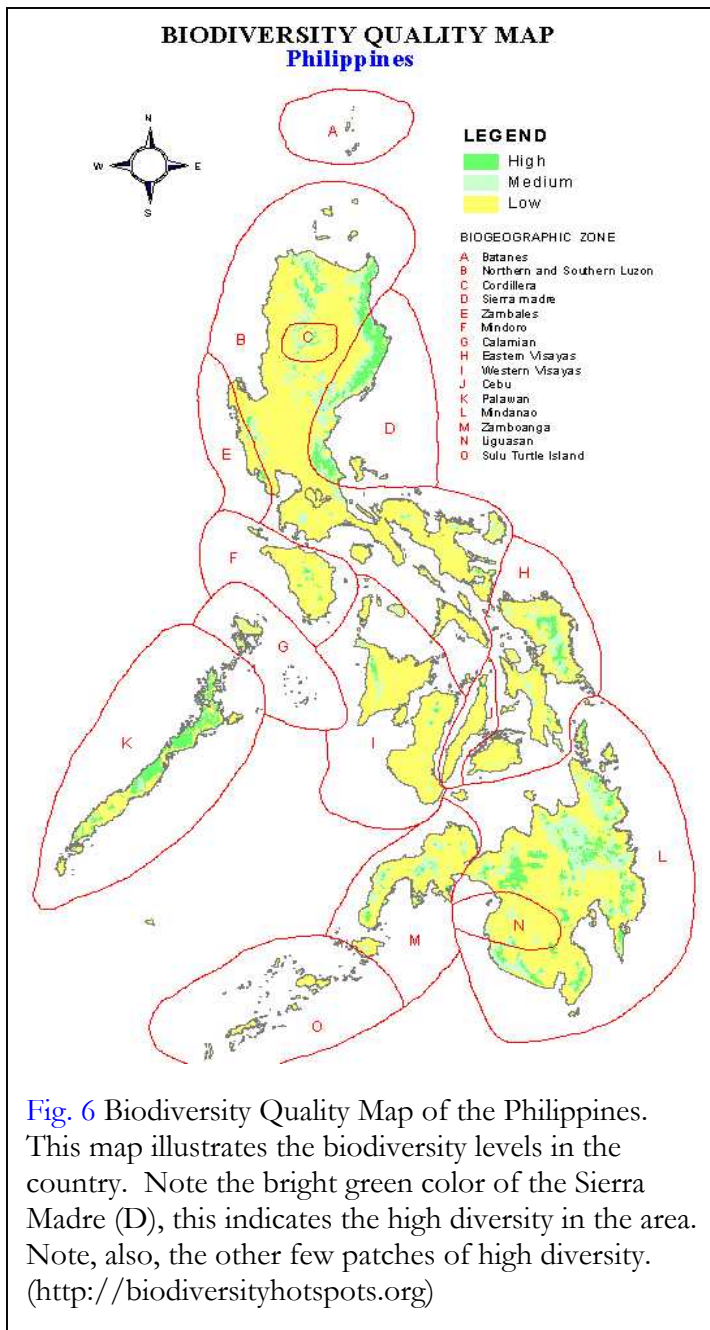 BIODIVERSITY QUALITY MAP
Philippines
N
W E
S
LEGEND
High
Medium
Low
BIOGEOGRAPHIC ZONE
A Batanes
B Northern and Southern Luzon
C Cordillera
D Sierra madre
E Zambales
F Mindoro
G Calamian
H Eastern Visayas
I Western Visayas
J Cebu
K Palawan
L Mindanao
M Zamboanga
N Liguasan
O Sulu Turtle Island
A
B
C
D
E
F
G
H
I
J
K
L
M
N
O
Fig. 6 Biodiversity Quality Map of the Philippines.
This map illustrates the biodiversity levels in the
country. Note the bright green color of the Sierra
Madre (D), this indicates the high diversity in the area.
Note, also, the other few patches of high diversity.
(http://biodiversityhotspots.org)